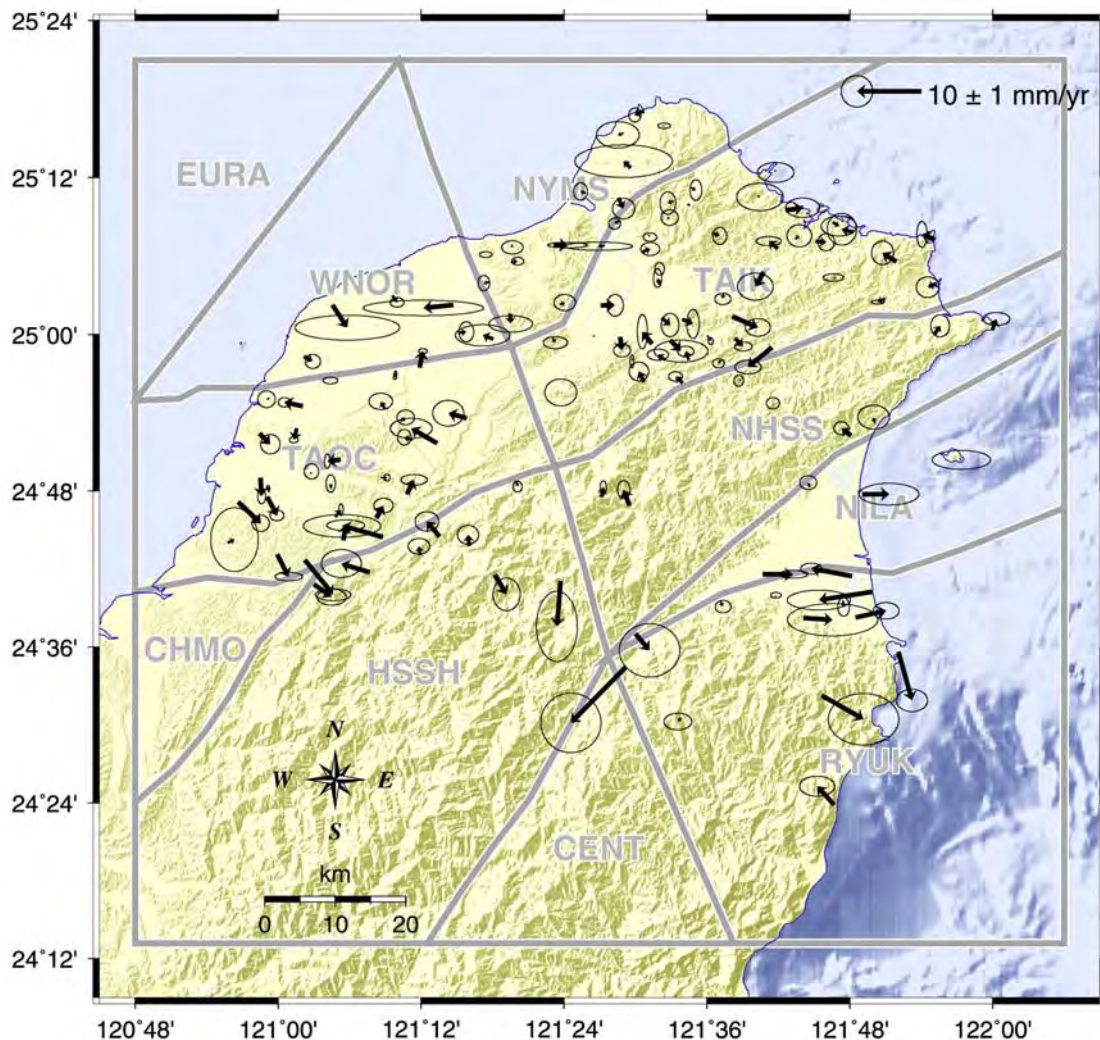 25°24'
10 ± 1 mm/yr
EURA
25°12'
NYMS
WNOR
TAIK
25°00'
NHSS
TAOC
24°48'
NILA
24°36'
CHMO
HSSH
N
W E
S
RYUK
24°24'
CENT
km
0 10 20
24°12'
120°48' 121°00' 121°12' 121°24' 121°36' 121°48' 122°00'